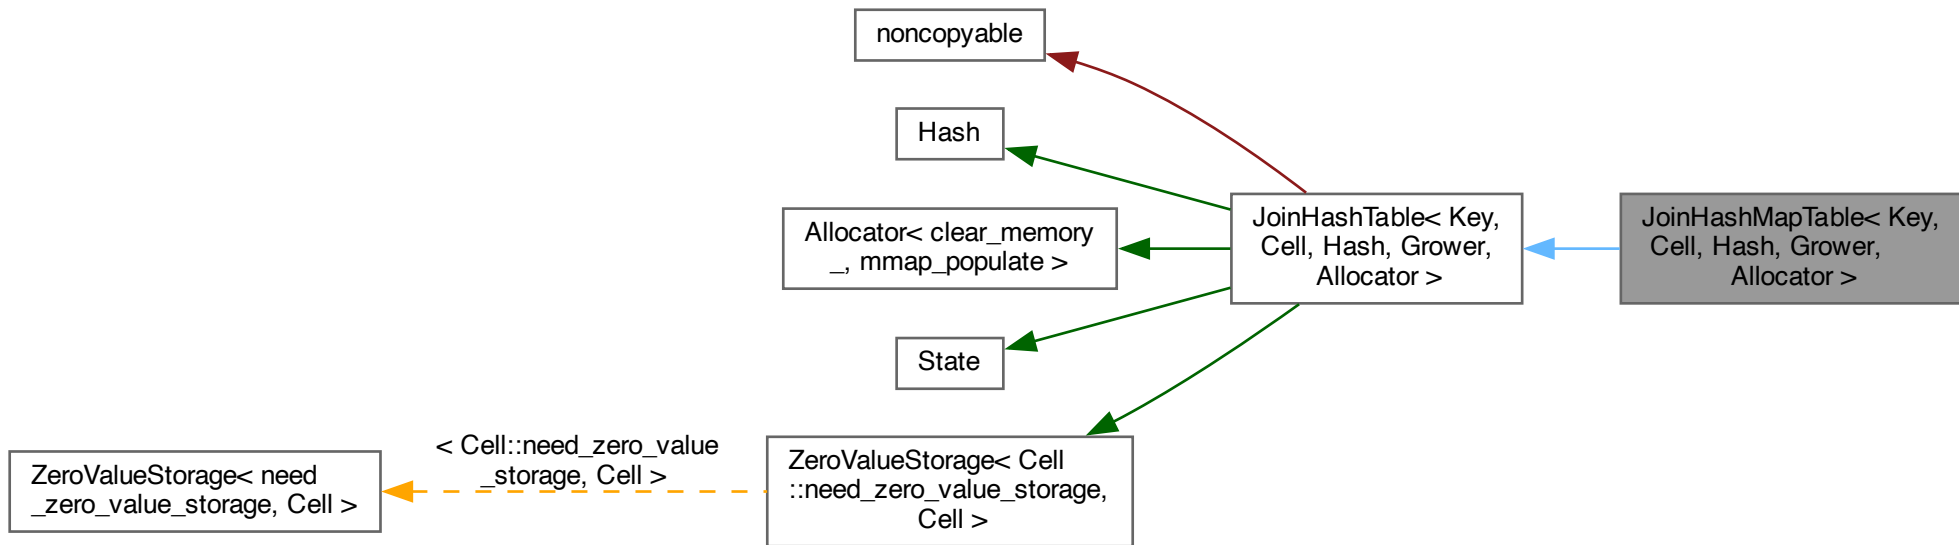 noncopyable
Hash
Allocator< clear_memory
_, mmap_populate >
State
ZeroValueStorage< need
_zero_value_storage, Cell >
< Cell::need_zero_value
_storage, Cell >
ZeroValueStorage< Cell
::need_zero_value_storage,
Cell >
JoinHashTable< Key,
Cell, Hash, Grower,
Allocator >
JoinHashMapTable< Key,
Cell, Hash, Grower,
Allocator >